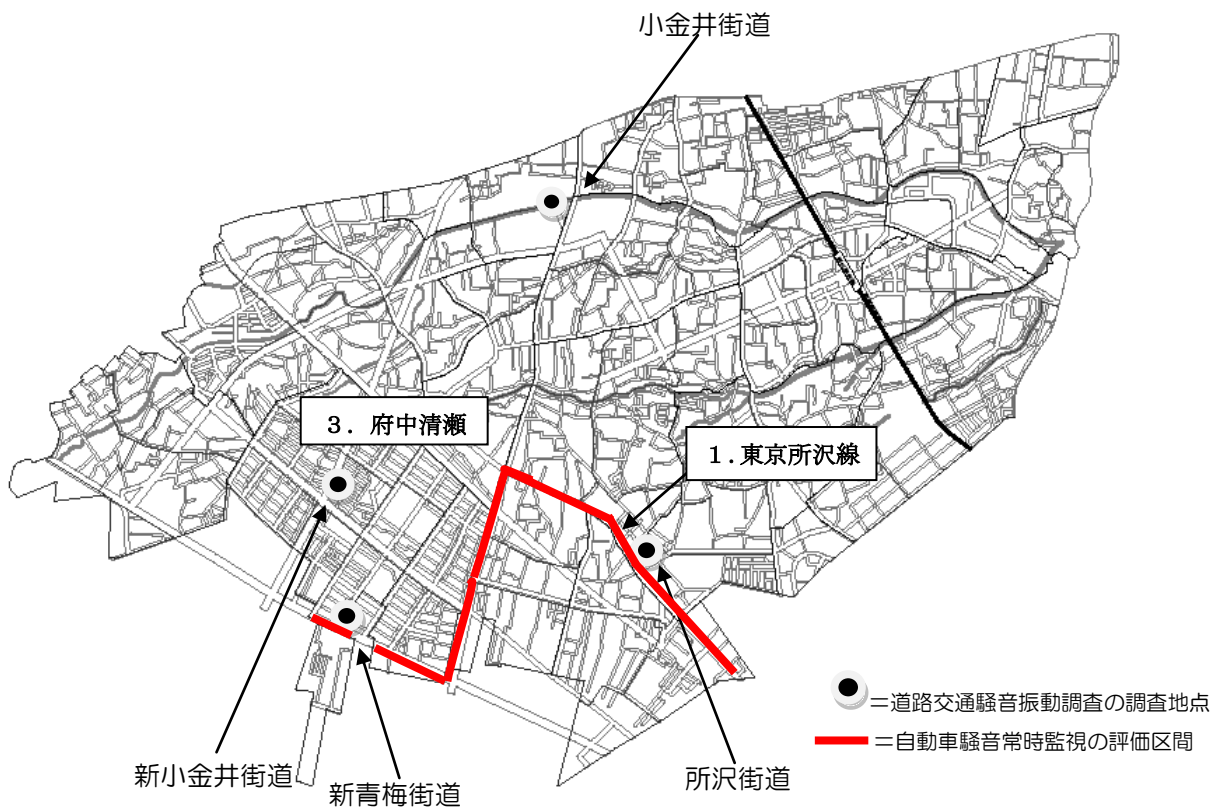 小金井街道
3．府中清瀬
1.東京所沢線
＝道路交通騒音振動調査の調査地点
＝自動車騒音常時監視の評価区間
新小金井街道
新青梅街道
所沢街道